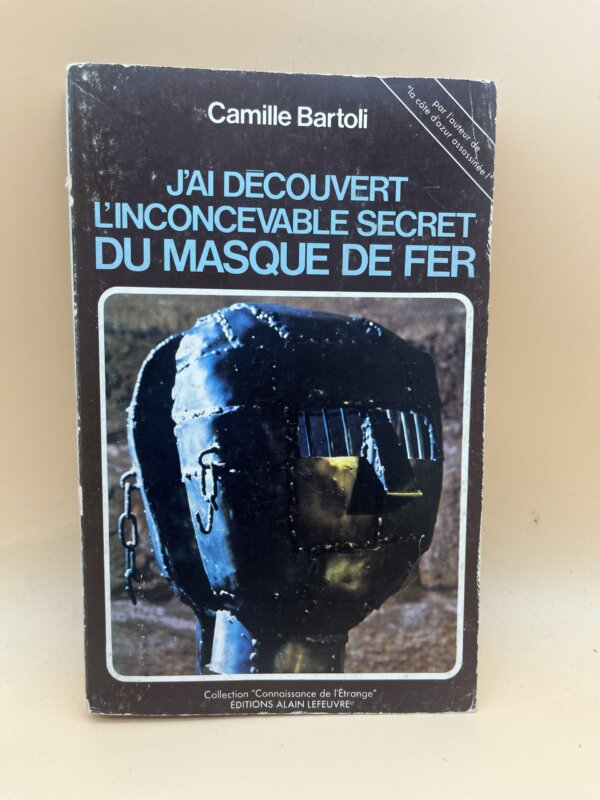 Camille Bartoli
par l'auteur de
"la côte d'azur assassinée !"
J'AI DÉCOUVERT
L'INCONCEVABLE SECRET
DU MASQUE DE FER
Collection "Connaissance de l'Étrange"
ÉDITIONS ALAIN LEFEUVRE